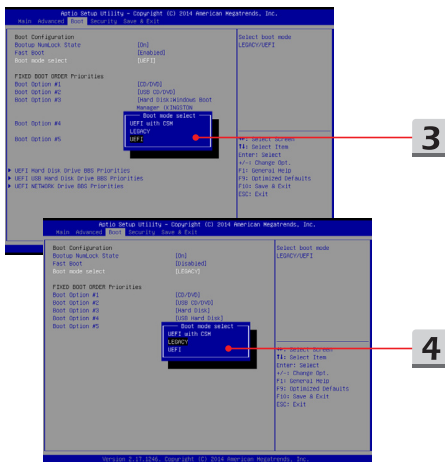 Aptio Setup Utility – Copyright (C) 2014 American Megatrends, Inc.
Main Advanced Boot Security Save & Exit
Boot Configuration
Bootup NumLock State [On]
Fast Boot [Enabled]
Boot mode select [UEFI]
FIXED BOOT ORDER Priorities
Boot Option #1 [CD/DVD]
Boot Option #2 [USB CD/DVD]
Boot Option #3 [Hard Disk:Windows Boot
Manager (KINGSTON
Boot Option #4
Boot Option #5
UEFI Hard Disk Drive BBS Priorities
UEFI USB Hard Disk Drive BBS Priorities
UEFI NETWORK Drive BBS Priorities
Boot mode select
UEFI with CSM
LEGACY
UEFI
Select boot mode
LEGACY/UEFI
: Select Screen
: Select Item
Enter: Select
+/-: Change Opt.
F1: General Help
F9: Optimized Defaults
F10: Save & Exit
ESC: Exit
3
Aptio Setup Utility – Copyright (C) 2014 American Megatrends, Inc.
Main Advanced Boot Security Save & Exit
Boot Configuration
Bootup NumLock State [On]
Fast Boot [Disabled]
Boot mode select [LEGACY]
FIXED BOOT ORDER Priorities
Boot Option #1 [CD/DVD]
Boot Option #2 [USB CD/DVD]
Boot Option #3 [Hard Disk]
Boot Option #4 [USB Hard Disk]
Boot Option #5
Boot mode select
UEFI with CSM
LEGACY
UEFI
Select boot mode
LEGACY/UEFI
: Select Screen
: Select Item
Enter: Select
+/-: Change Opt.
F1: General Help
F9: Optimized Defaults
F10: Save & Exit
ESC: Exit
4
Version 2.17.1246. Copyright (C) 2014 American Megatrends, Inc.